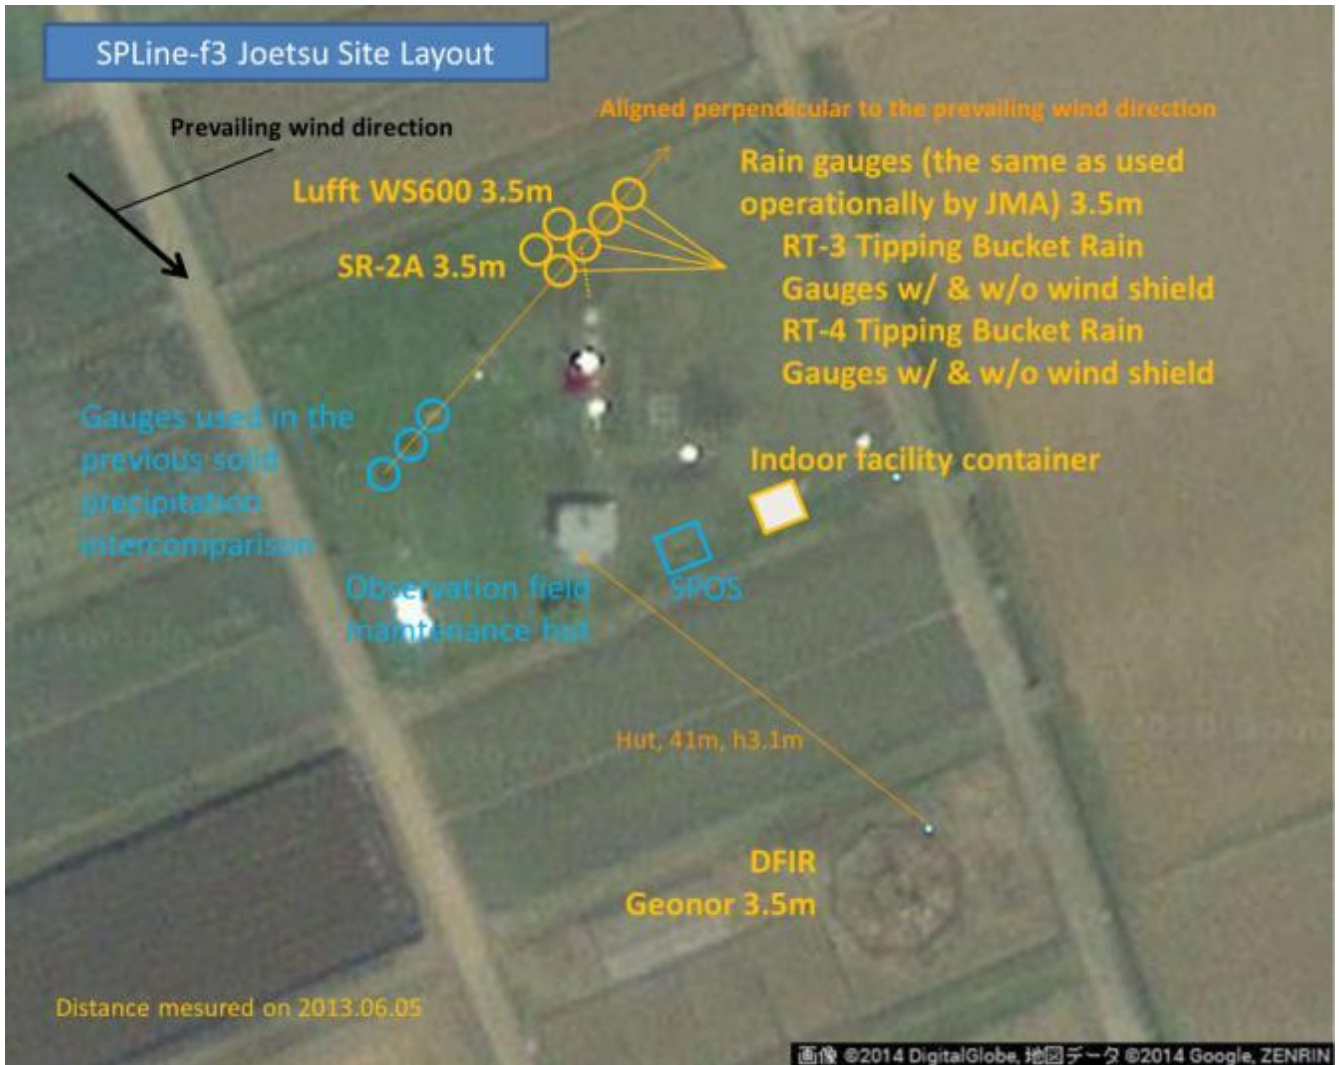 SPLine-f3 Joetsu Site Layout
Aligned perpendicular to the prevailing wind direction
Prevailing wind direction
Lufft WS600 3.5m
SR-2A 3.5m
Rain gauges (the same as used
operationally by JMA) 3.5m
RT-3 Tipping Bucket Rain
Gauges w/ & w/o wind shield
RT-4 Tipping Bucket Rain
Gauges w/ & w/o wind shield
Gauges used in the
previous solid
precipitation
intercomparison
Indoor facility container
Observation field
maintenance hut
SPOS
Hut, 41m, h3.1m
DFIR
Geonor 3.5m
Distance mesured on 2013.06.05
画像 ©2014 DigitalGlobe, 地図データ ©2014 Google, ZENRIN